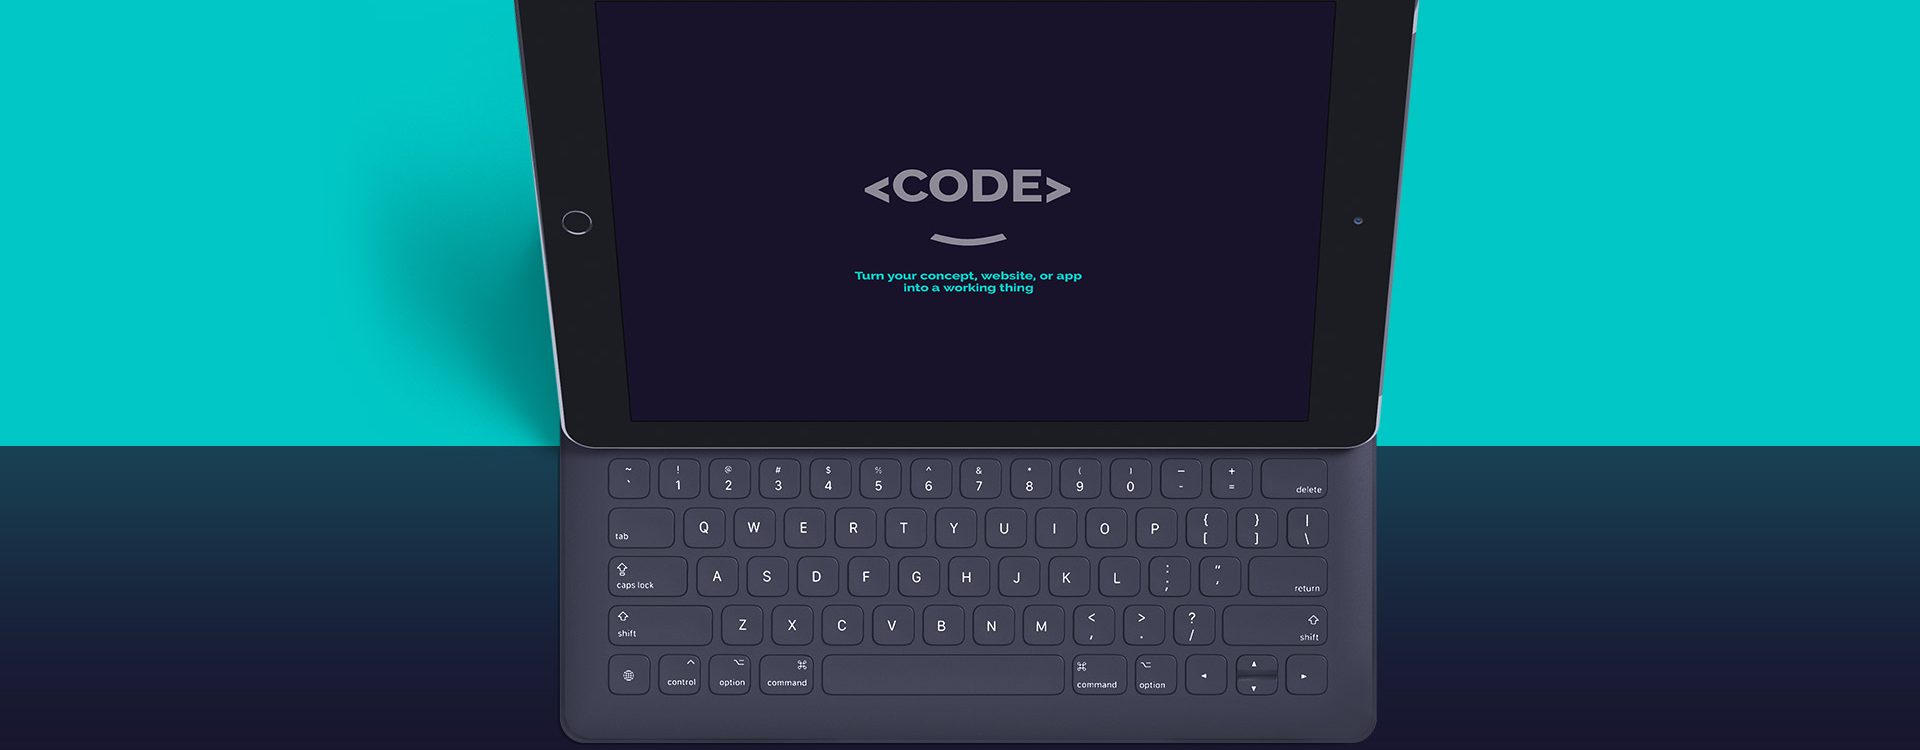 <CODE>
Turn your concept, website, or app
into a working thing
~ ! @ # $ % ^ & * ( ) — +
` 1 2 3 4 5 6 7 8 9 0 - = delete
tab Q W E R T Y U I O P { [ } ] | \
caps lock A S D F G H J K L : ; " ' return
shift Z X C V B N M < , > . ? / shift
^ ⌥ ⌘ ⌘ ⌥
control option command command option ◄ ▲ ▼ ►